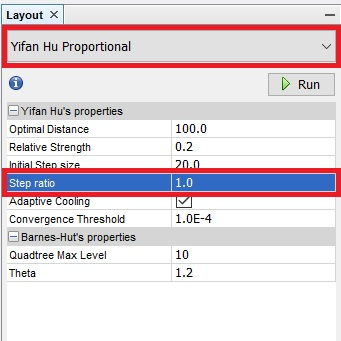 Layout
Yifan Hu Proportional
Run
Yifan Hu's properties
Optimal Distance 100.0
Relative Strength 0.2
Initial Step size 20.0
Step ratio 1.0
Adaptive Cooling
Convergence Threshold 1.0E-4
Barnes-Hut's properties
Quadtree Max Level 10
Theta 1.2